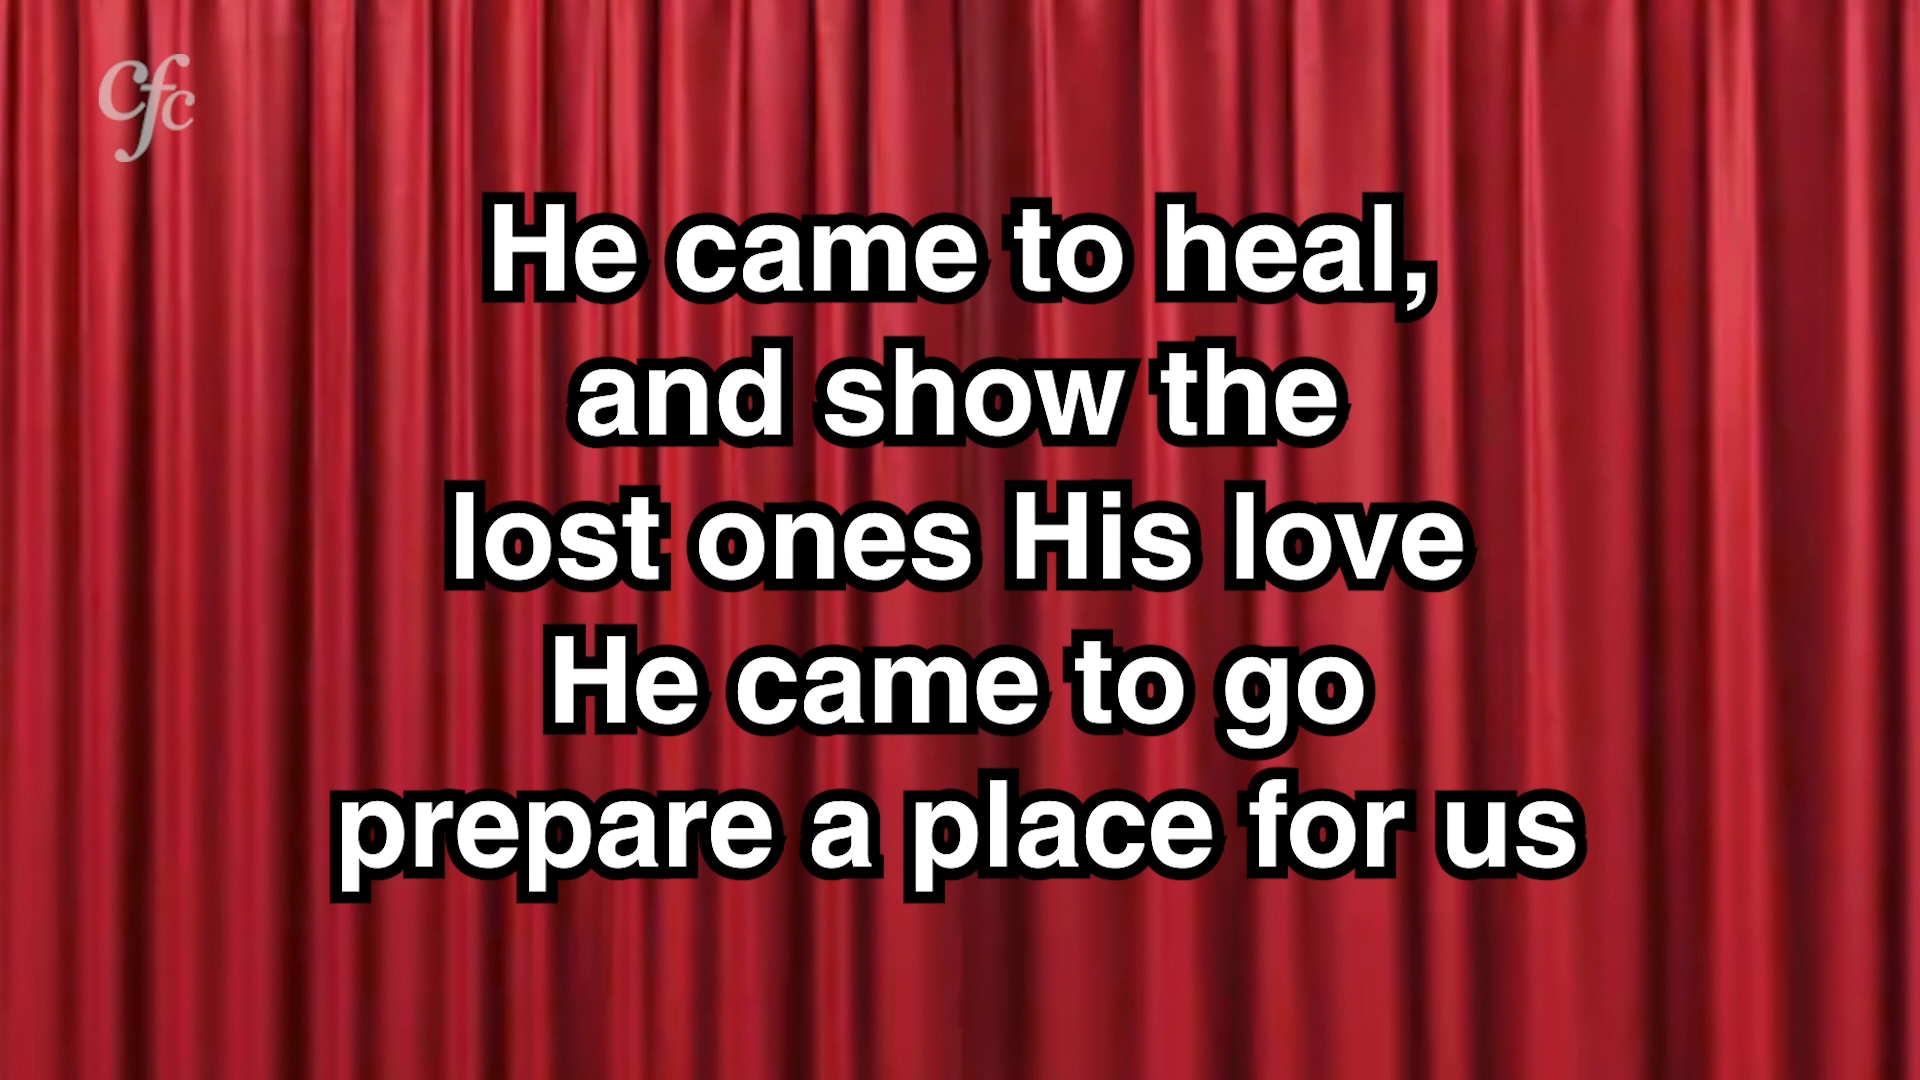 cfc
He came to heal,
and show the
lost ones His love
He came to go
prepare a place for us